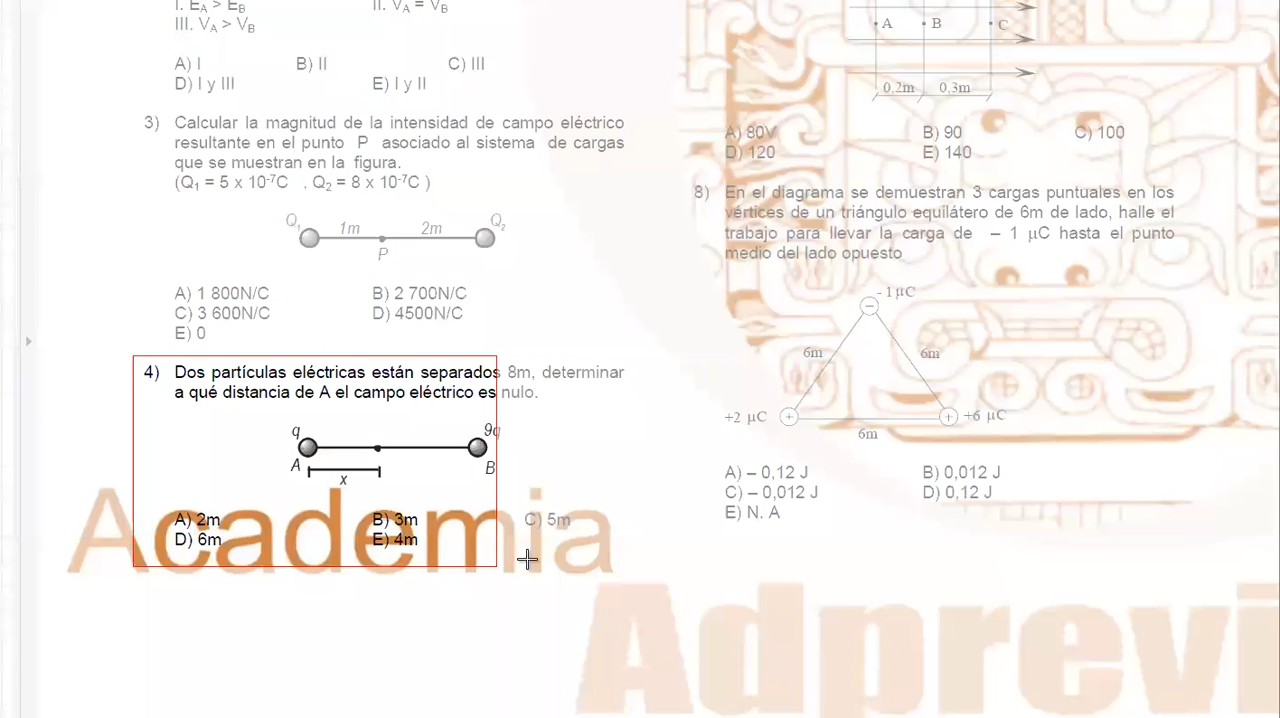 I. E_A > E_B
II. V_A = V_B
III. V_A > V_B
A) I
B) II
C) III
D) I y III
E) I y II
3) Calcular la magnitud de la intensidad de campo eléctrico
resultante en el punto P asociado al sistema de cargas
que se muestran en la figura.
(Q₁ = 5 x 10⁻⁷C , Q₂ = 8 x 10⁻⁷C )
Q₁
1m
2m
Q₂
P
A) 1 800N/C
B) 2 700N/C
C) 3 600N/C
D) 4500N/C
E) 0
4) Dos partículas eléctricas están separados 8m, determinar
a qué distancia de A el campo eléctrico es nulo.
q
9q
A
B
x
A) 2m
B) 3m
C) 5m
D) 6m
E) 4m
A
B
C
0,2m
0,3m
A) 80V
B) 90
C) 100
D) 120
E) 140
8) En el diagrama se demuestran 3 cargas puntuales en los
vértices de un triángulo equilátero de 6m de lado, halle el
trabajo para llevar la carga de – 1 μC hasta el punto
medio del lado opuesto
- 1 μC
6m
6m
+2 μC
+6 μC
6m
A) – 0,12 J
B) 0,012 J
C) – 0,012 J
D) 0,12 J
E) N. A
Academia
Adprevi